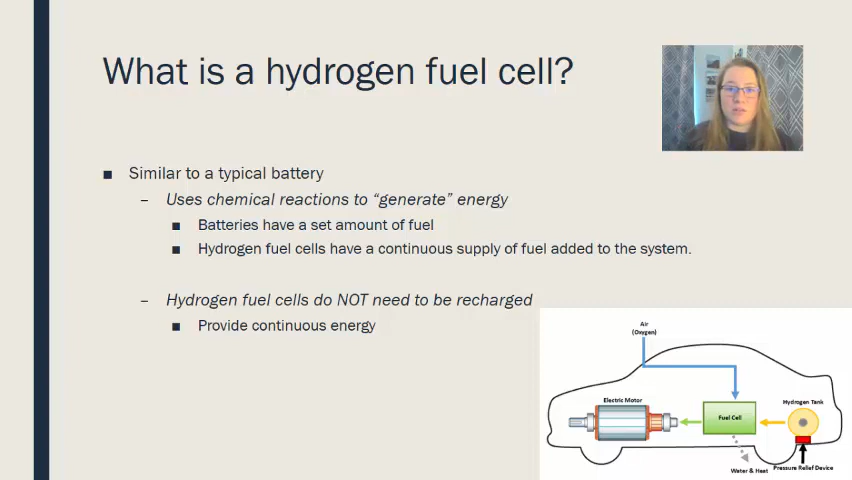 What is a hydrogen fuel cell?
Similar to a typical battery
Uses chemical reactions to "generate" energy
Batteries have a set amount of fuel
Hydrogen fuel cells have a continuous supply of fuel added to the system.
Hydrogen fuel cells do NOT need to be recharged
Provide continuous energy
Air
(Oxygen)
Electric Motor
Fuel Cell
Hydrogen Tank
Water & Heat
Pressure Relief Device